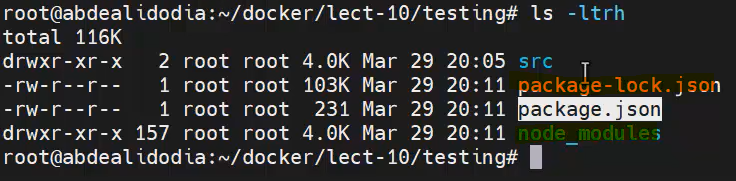 root@abdealidodia:~/docker/lect-10/testing# ls -ltrh
total 116K
drwxr-xr-x   2 root root 4.0K Mar 29 20:05 src
-rw-r--r--   1 root root 103K Mar 29 20:11 package-lock.json
-rw-r--r--   1 root root  231 Mar 29 20:11 package.json
drwxr-xr-x 157 root root 4.0K Mar 29 20:11 node_modules
root@abdealidodia:~/docker/lect-10/testing#